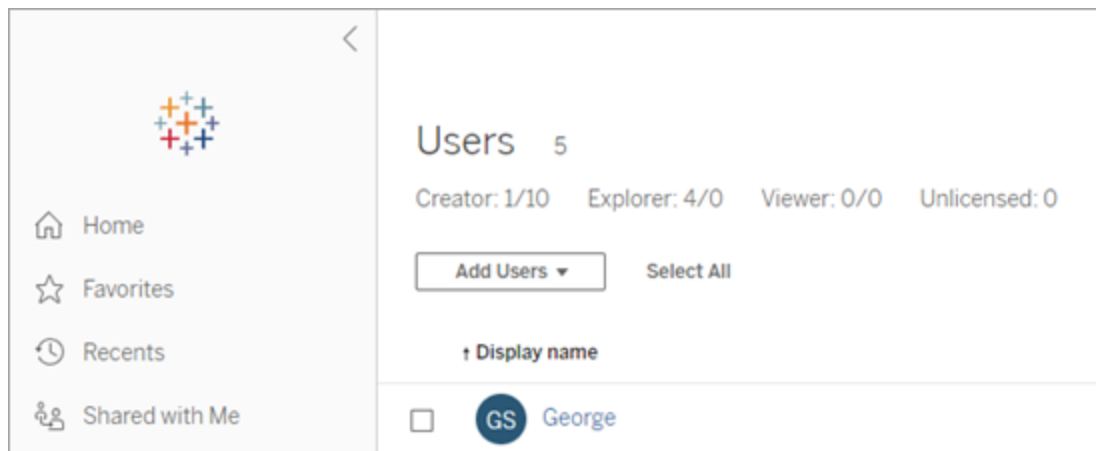 Home
Favorites
Recents
Shared with Me
Users 5
Creator: 1/10 Explorer: 4/0 Viewer: 0/0 Unlicensed: 0
Add Users ▾ Select All
↑ Display name
GS George